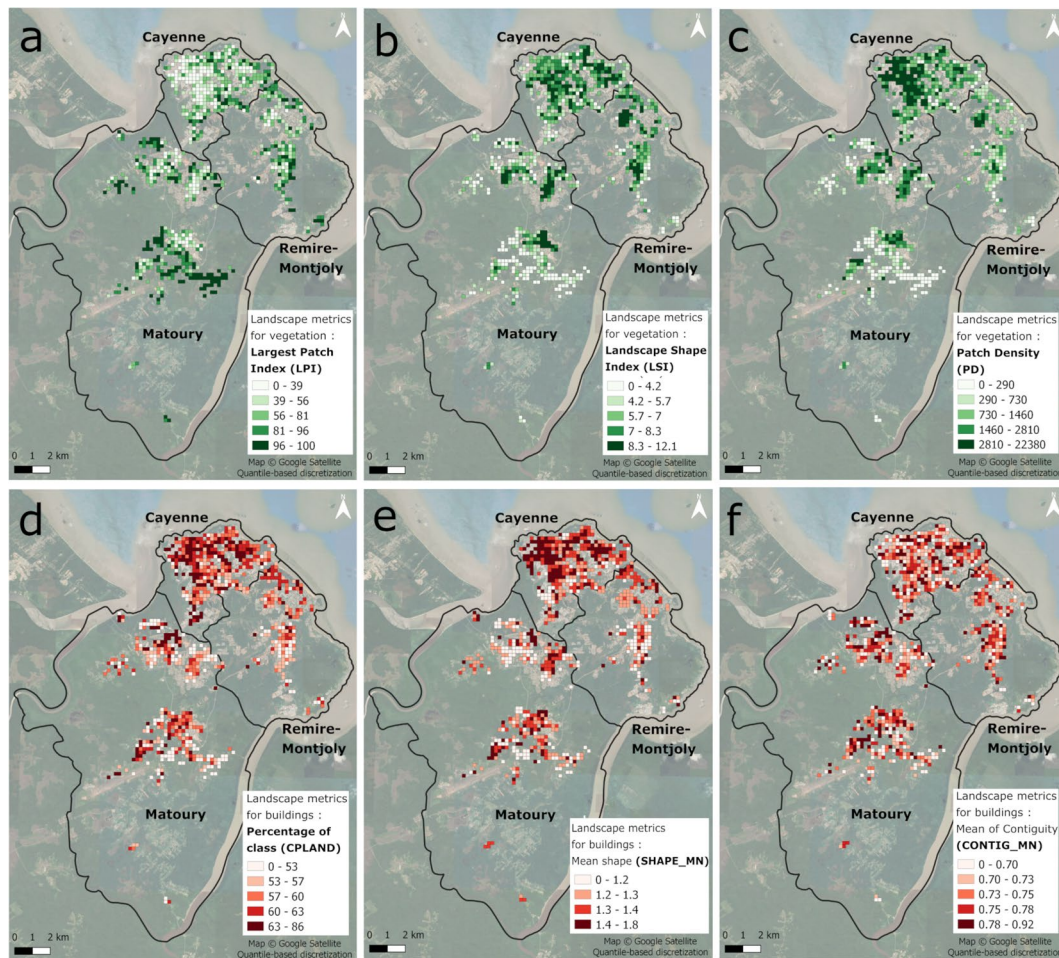 a
N
Cayenne
Remire-
Montjoly
Matoury
Landscape metrics
for vegetation :
Largest Patch
Index (LPI)
0 - 39
39 - 56
56 - 81
81 - 96
96 - 100
0 1 2 km
Map © Google Satellite
Quantile-based discretization
b
N
Cayenne
Remire-
Montjoly
Matoury
Landscape metrics
for vegetation :
Landscape Shape
Index (LSI)
0 - 4.2
4.2 - 5.7
5.7 - 7
7 - 8.3
8.3 - 12.1
0 1 2 km
Map © Google Satellite
Quantile-based discretization
c
N
Cayenne
Remire-
Montjoly
Matoury
Landscape metrics
for vegetation :
Patch Density
(PD)
0 - 290
290 - 730
730 - 1460
1460 - 2810
2810 - 22380
0 1 2 km
Map © Google Satellite
Quantile-based discretization
d
N
Cayenne
Remire-
Montjoly
Matoury
Landscape metrics
for buildings :
Percentage of
class (CPLAND)
0 - 53
53 - 57
57 - 60
60 - 63
63 - 86
0 1 2 km
Map © Google Satellite
Quantile-based discretization
e
N
Cayenne
Remire-
Montjoly
Matoury
Landscape metrics
for buildings :
Mean shape (SHAPE_MN)
0 - 1.2
1.2 - 1.3
1.3 - 1.4
1.4 - 1.8
0 1 2 km
Map © Google Satellite
Quantile-based discretization
f
N
Cayenne
Remire-
Montjoly
Matoury
Landscape metrics
for buildings :
Mean of Contiguity
(CONTIG_MN)
0 - 0.70
0.70 - 0.73
0.73 - 0.75
0.75 - 0.78
0.78 - 0.92
0 1 2 km
Map © Google Satellite
Quantile-based discretization